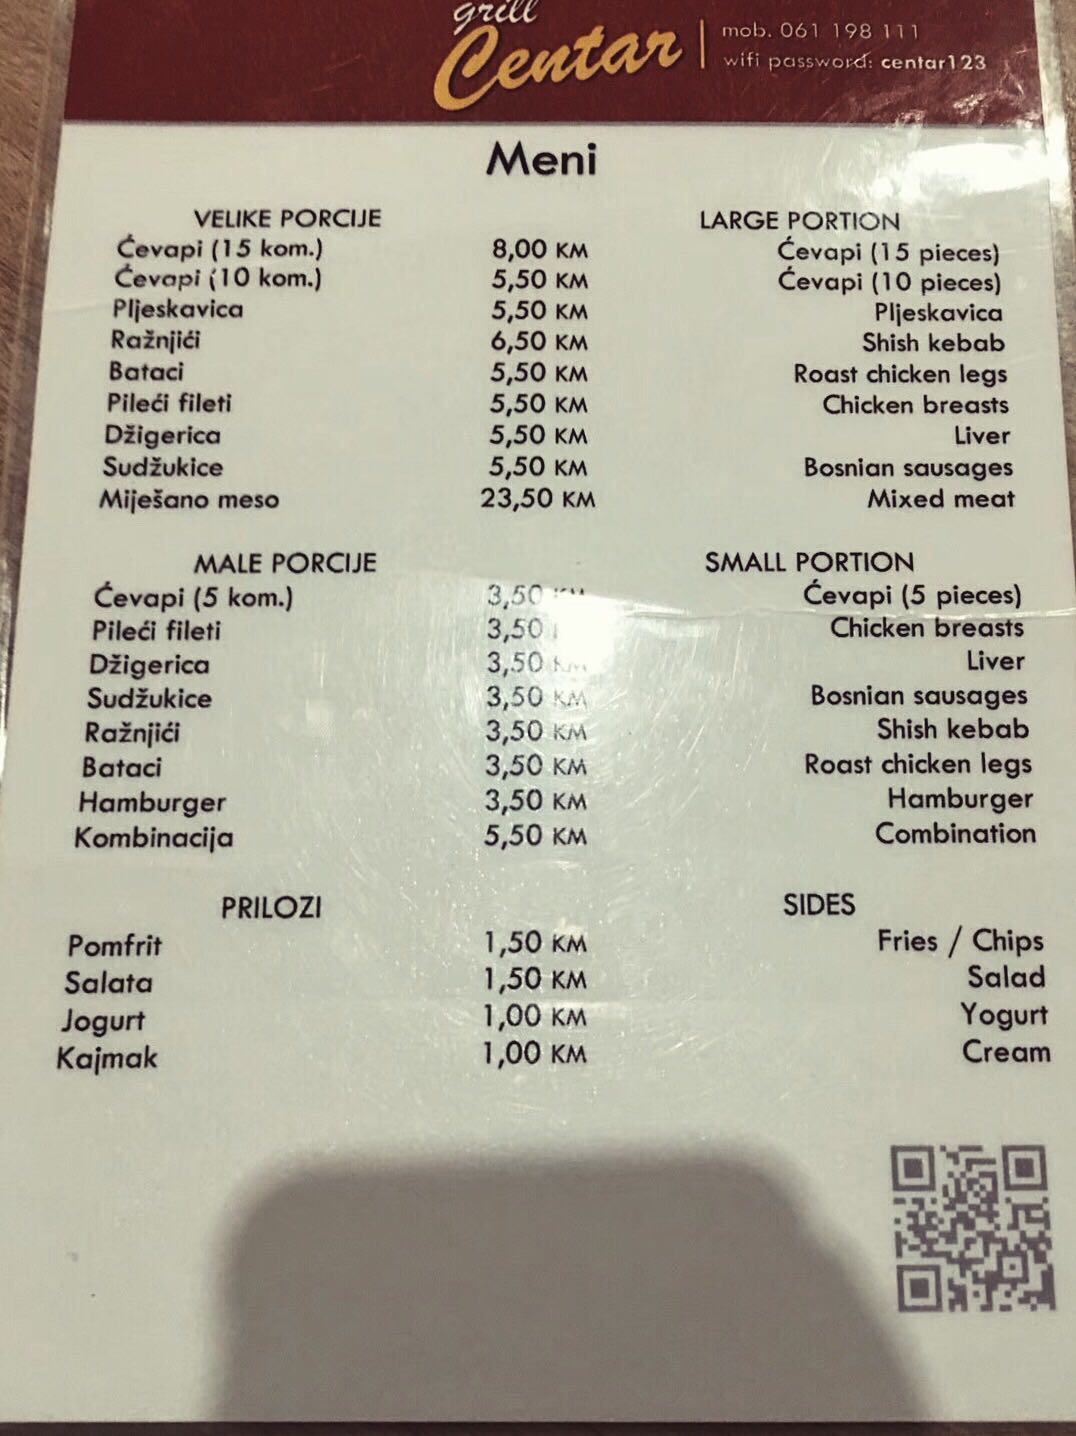 grill
Centar
mob. 061 198 111
wifi password: centar123
Meni
VELIKE PORCIJE LARGE PORTION
Ćevapi (15 kom.) 8,00 KM Ćevapi (15 pieces)
Ćevapi (10 kom.) 5,50 KM Ćevapi (10 pieces)
Pljeskavica 5,50 KM Pljeskavica
Ražnjići 6,50 KM Shish kebab
Bataci 5,50 KM Roast chicken legs
Pileći fileti 5,50 KM Chicken breasts
Džigerica 5,50 KM Liver
Sudžukice 5,50 KM Bosnian sausages
Miješano meso 23,50 KM Mixed meat
MALE PORCIJE SMALL PORTION
Ćevapi (5 kom.) 3,50 KM Ćevapi (5 pieces)
Pileći fileti 3,50 Chicken breasts
Džigerica 3,50 KM Liver
Sudžukice 3,50 KM Bosnian sausages
Ražnjići 3,50 KM Shish kebab
Bataci 3,50 KM Roast chicken legs
Hamburger 3,50 KM Hamburger
Kombinacija 5,50 KM Combination
PRILOZI SIDES
Pomfrit 1,50 KM Fries / Chips
Salata 1,50 KM Salad
Jogurt 1,00 KM Yogurt
Kajmak 1,00 KM Cream